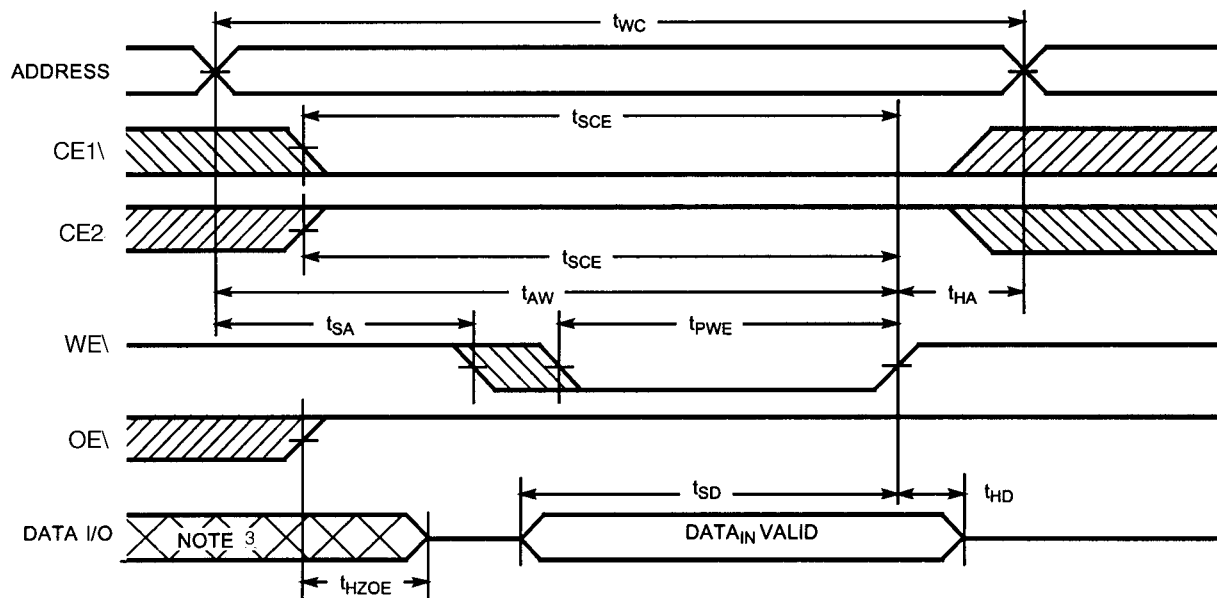 tWC
ADDRESS
tSCE
CE1\
CE2
tSCE
tAW
tHA
tSA
tPWE
WE\
OE\
tSD
tHD
DATA I/O
NOTE 3
DATAIN VALID
tHZOE